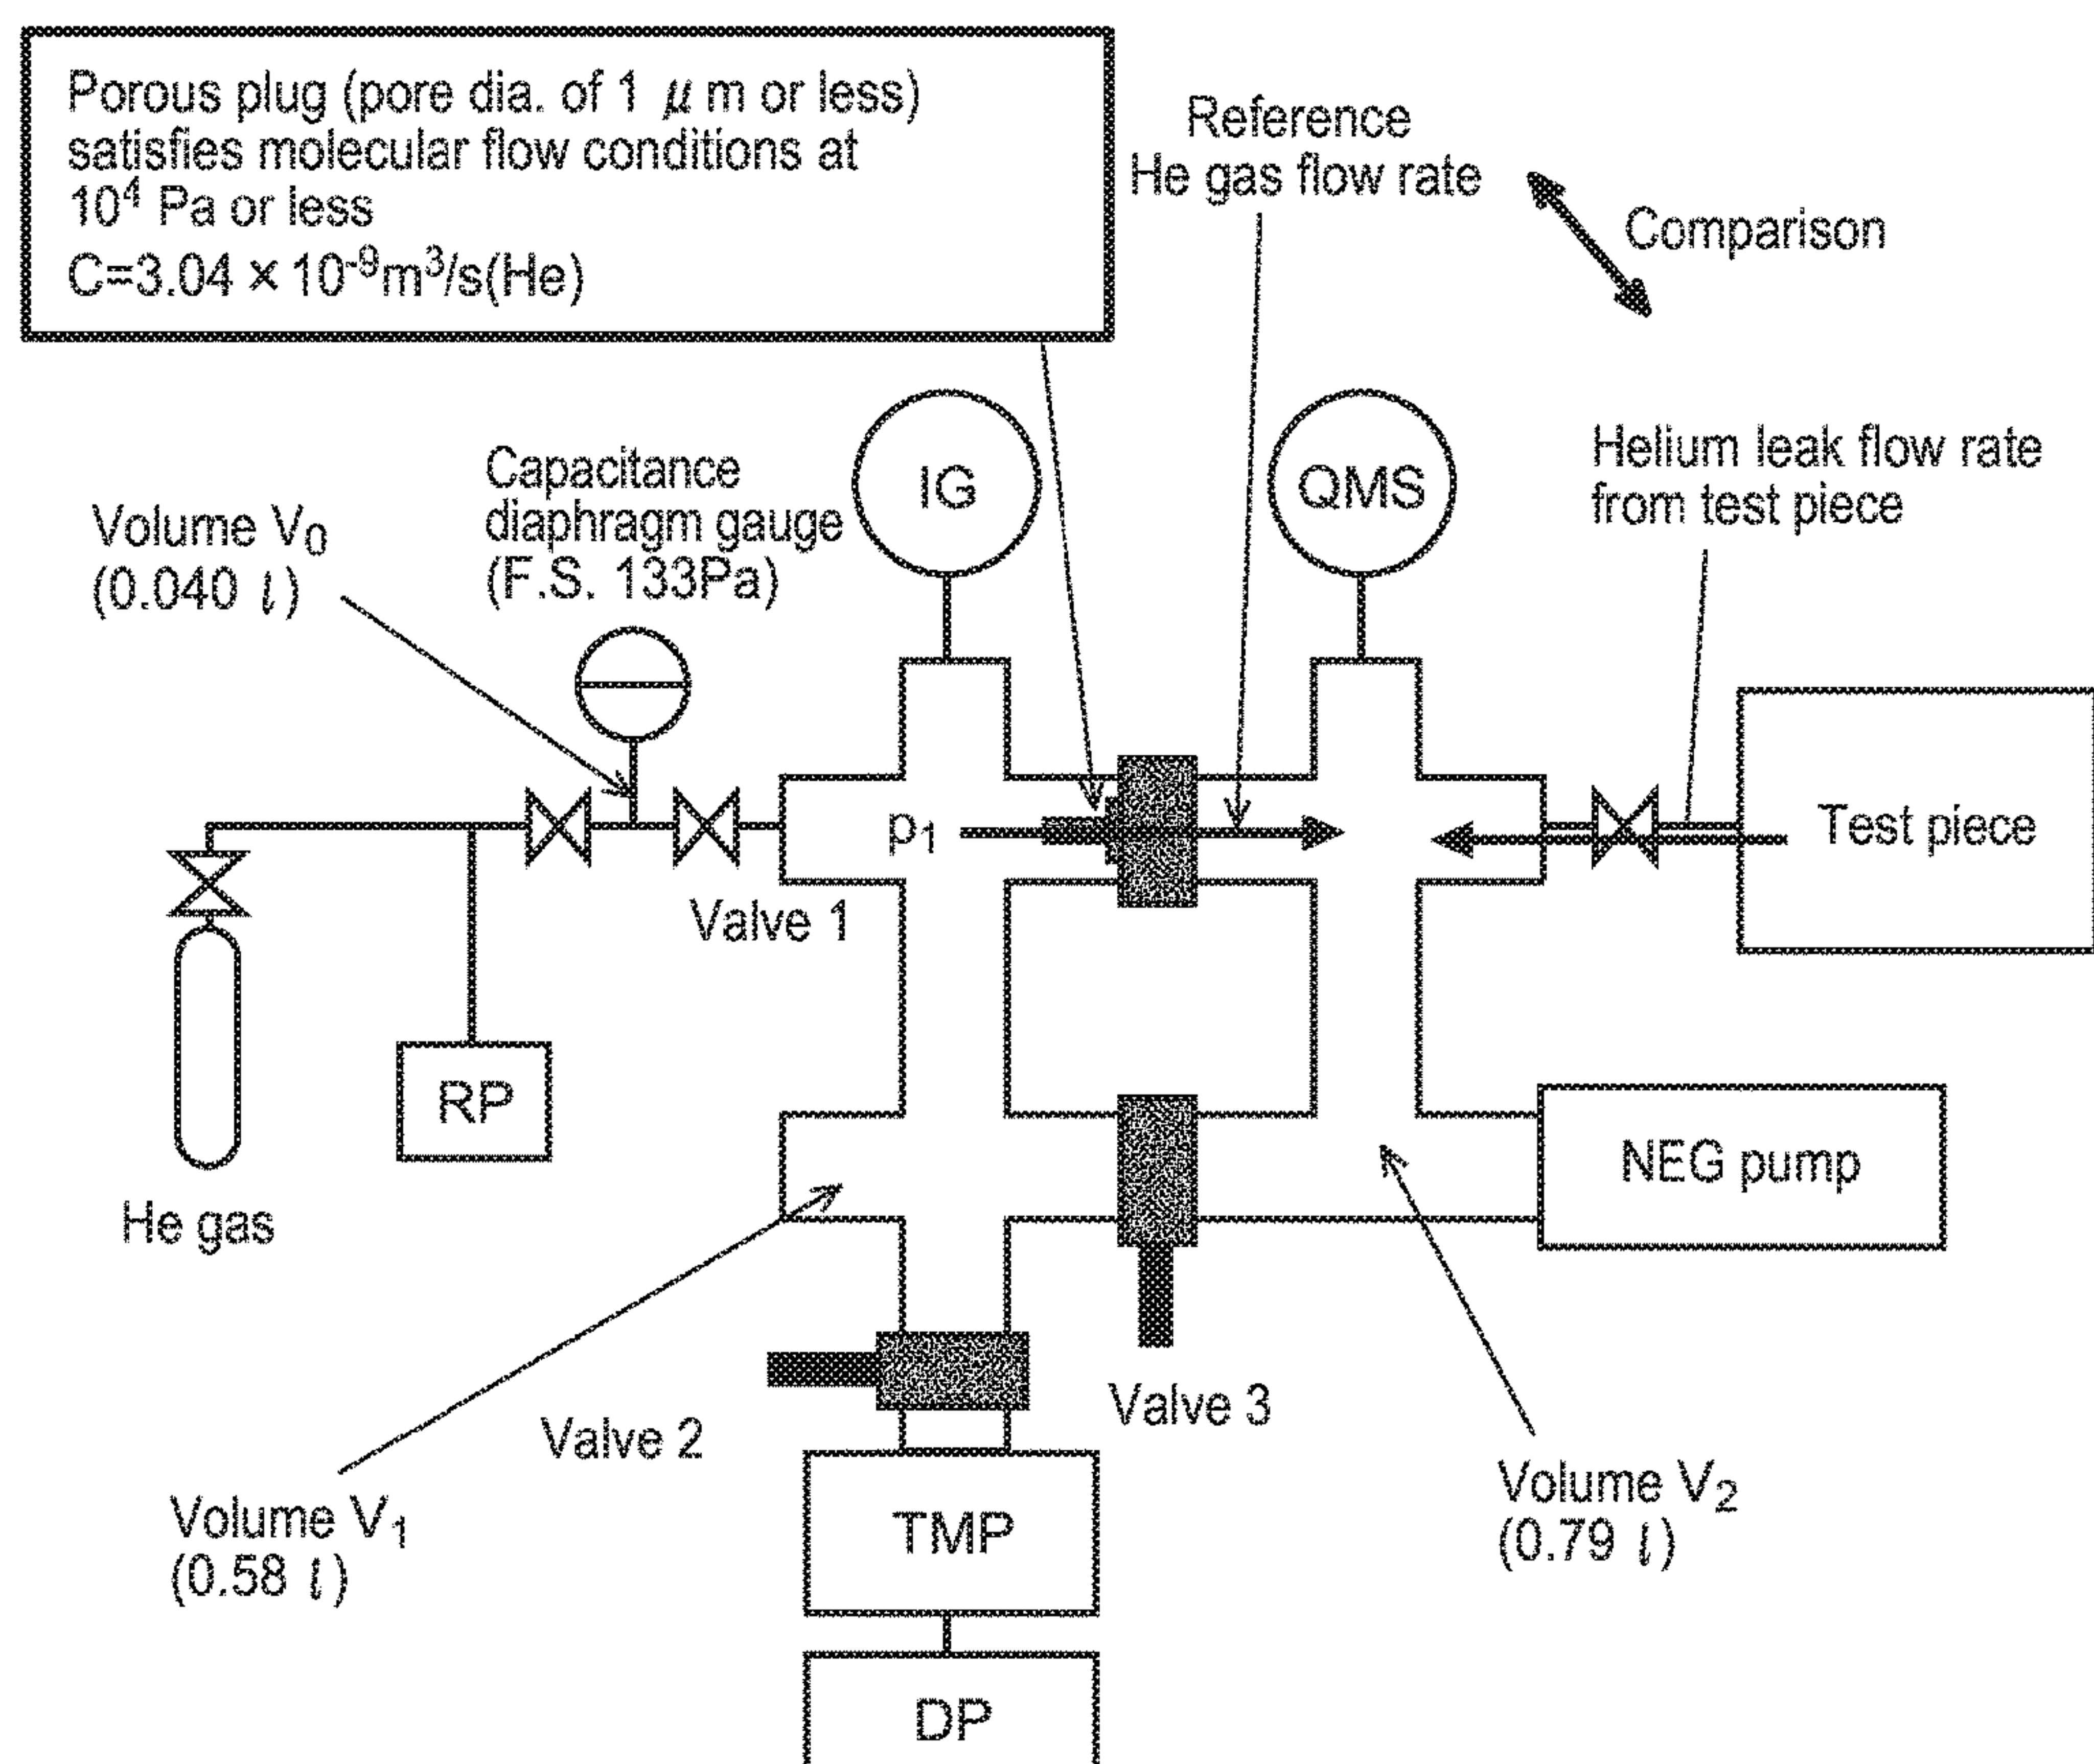 Porous plug (pore dia. of 1 μm or less)
satisfies molecular flow conditions at
10⁴ Pa or less
C=3.04 × 10⁻⁹m³/s(He)
Reference
He gas flow rate
Comparison
Volume V₀
(0.040 ℓ)
Capacitance
diaphragm gauge
(F.S. 133Pa)
IG
QMS
Helium leak flow rate
from test piece
p₁
Test piece
Valve 1
RP
He gas
NEG pump
Valve 2
Valve 3
Volume V₁
(0.58 ℓ)
TMP
Volume V₂
(0.79 ℓ)
DP